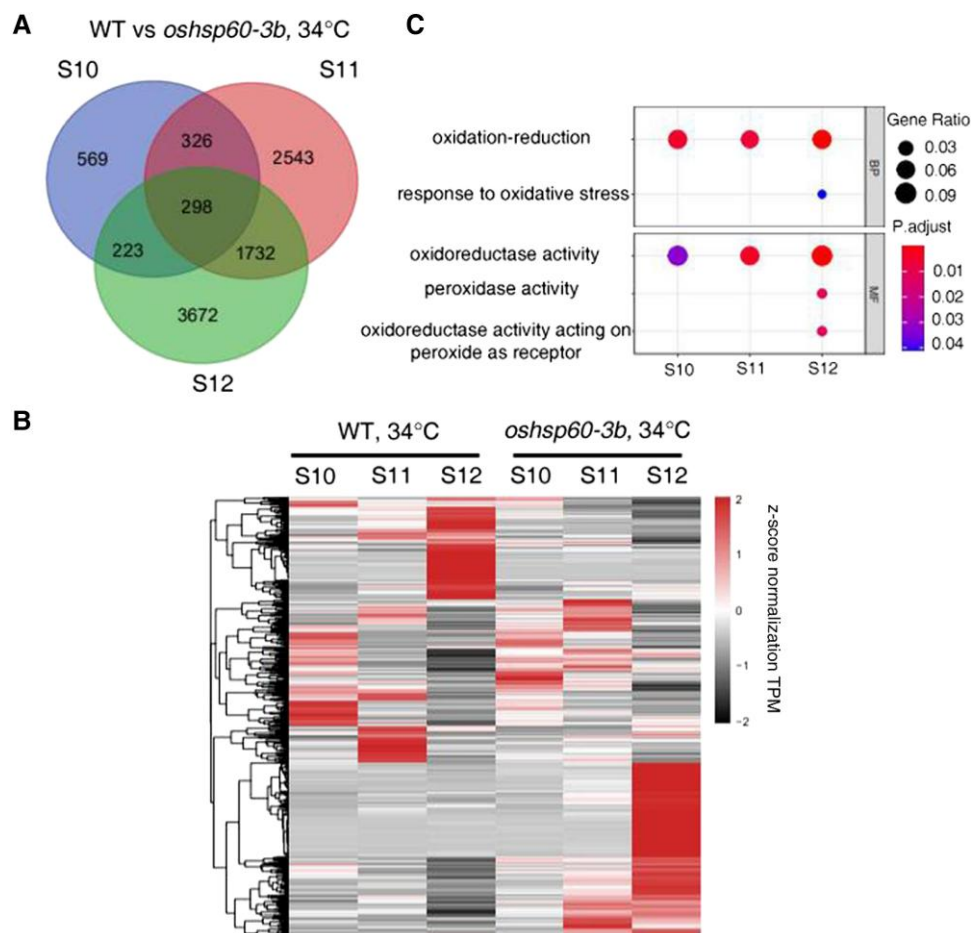 A
WT vs oshsp60-3b, 34°C
S10
S11
326
569
2543
298
223
1732
3672
S12
C
oxidation-reduction
response to oxidative stress
oxidoreductase activity
peroxidase activity
oxidoreductase activity acting on
peroxide as receptor
BP
MF
S10 S11 S12
Gene Ratio
0.03
0.06
0.09
P.adjust
0.01
0.02
0.03
0.04
B
WT, 34°C oshsp60-3b, 34°C
S10 S11 S12 S10 S11 S12
2
1
0
−1
−2
z-score normalization TPM